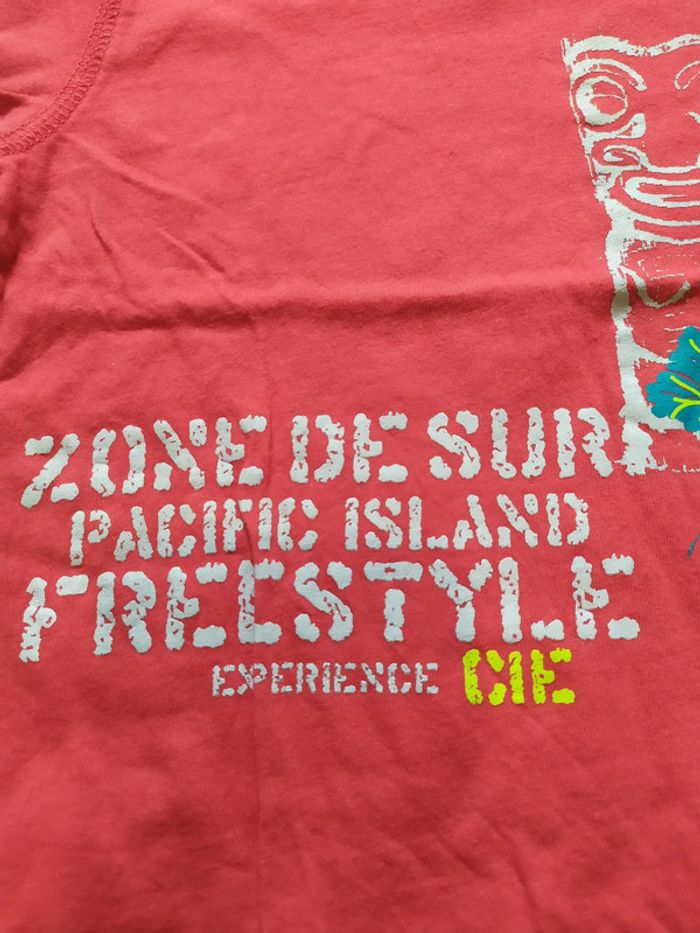 ZONE DE SURF
PACIFIC ISLAND
FREESTYLE
EXPERIENCE CIE